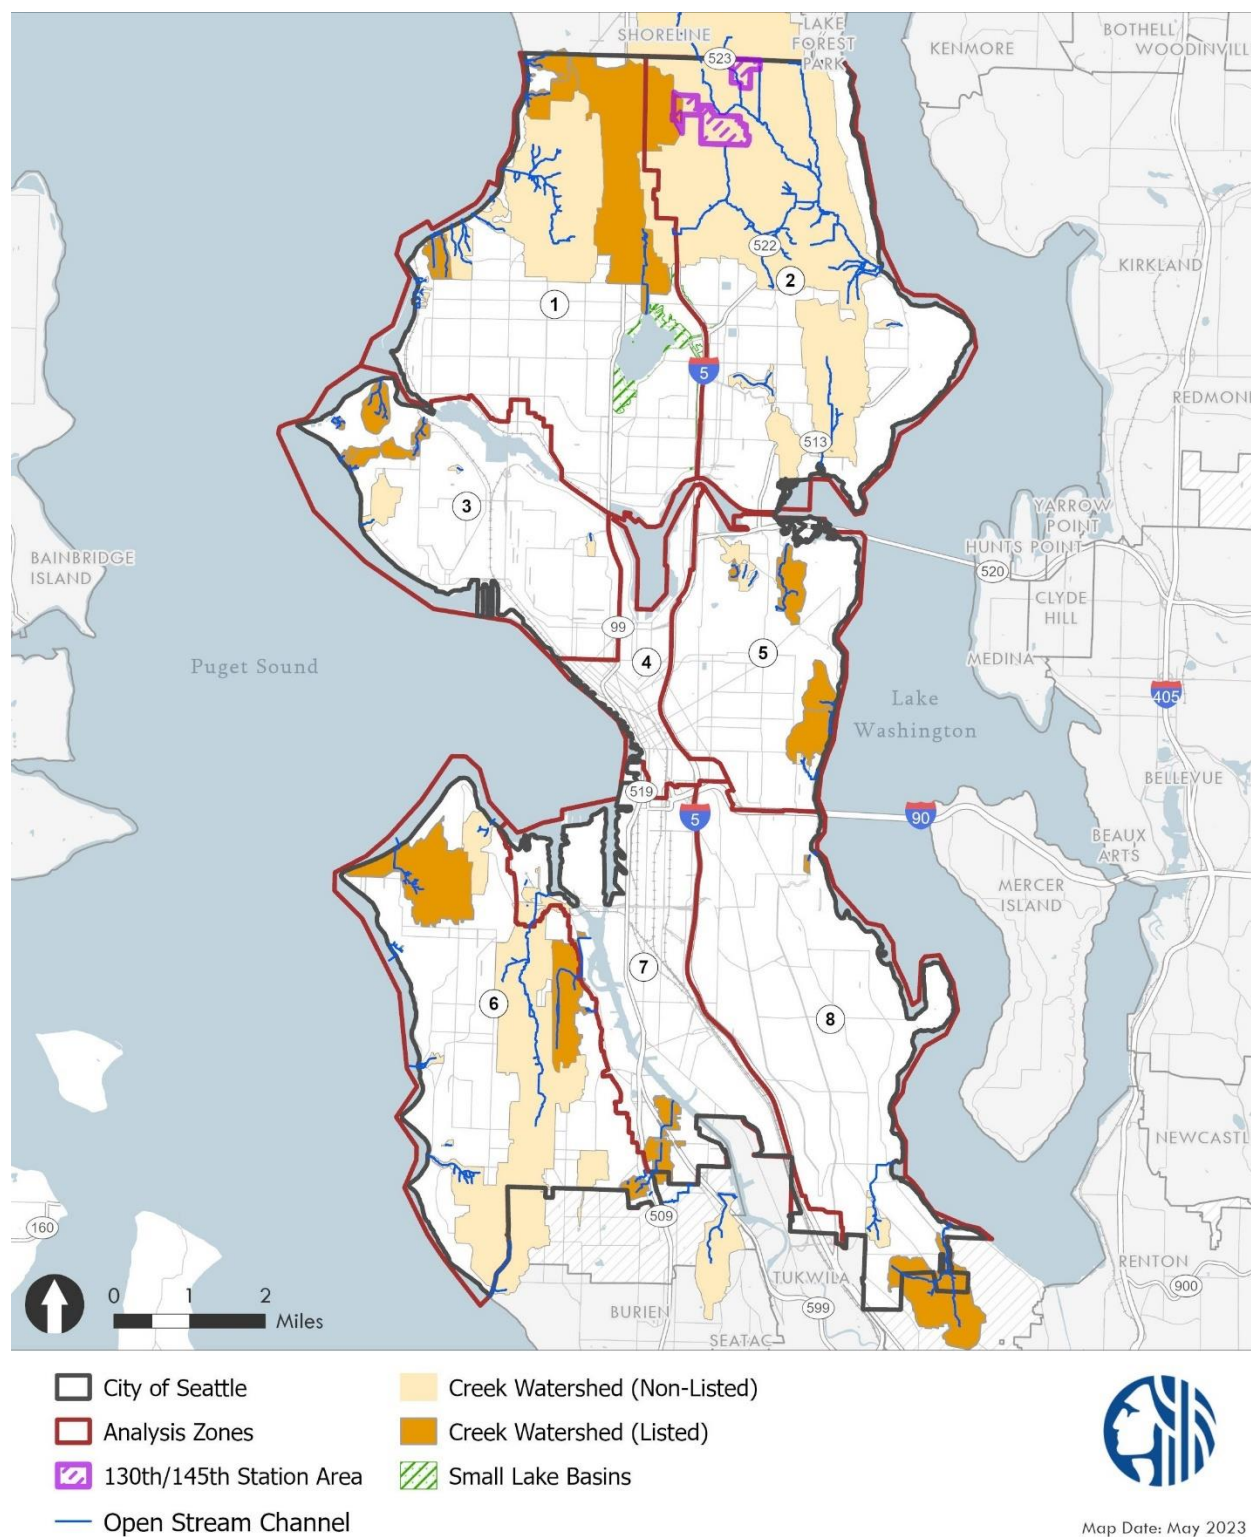 SHORELINE
LAKE
FOREST
PARK
KENMORE
BOTHELL
WOODINVILL
523
522
1
2
KIRKLAND
5
REDMOND
513
3
BAINBRIDGE
ISLAND
YARROW
POINT
HUNTS POINT
520
CLYDE
HILL
99
4
5
MEDINA
Puget Sound
Lake
Washington
405
BELLEVUE
519
5
90
BEAUX
ARTS
MERCER
ISLAND
7
6
8
NEWCASTL
160
509
RENTON
900
TUKWILA
599
BURIEN
SEATAC
0 1 2
Miles
City of Seattle
Analysis Zones
130th/145th Station Area
Open Stream Channel
Creek Watershed (Non-Listed)
Creek Watershed (Listed)
Small Lake Basins
Map Date: May 2023